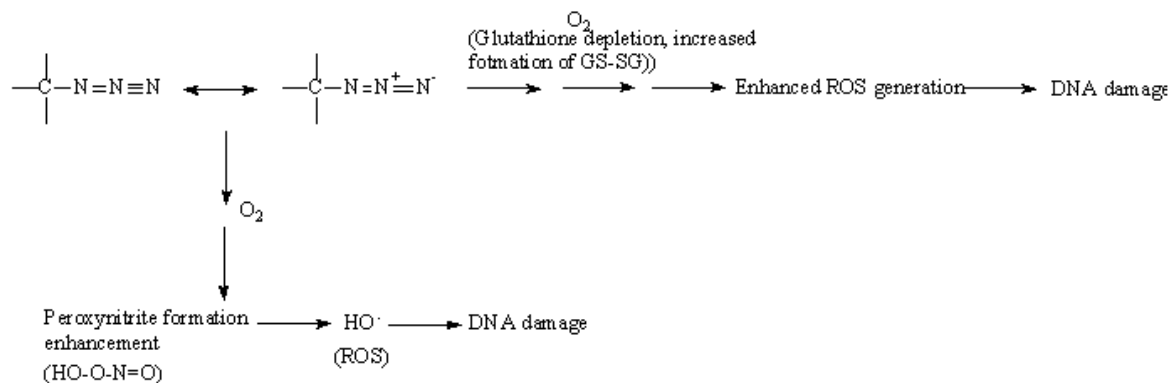 O2
(Glutathione depletion, increased
fotmation of GS-SG))
C-N=N≡N
C-N=N+=N-
Enhanced ROS generation
DNA damage
O2
Peroxynitrite formation
enhancement
(HO-O-N=O)
HO·
(ROS)
DNA damage